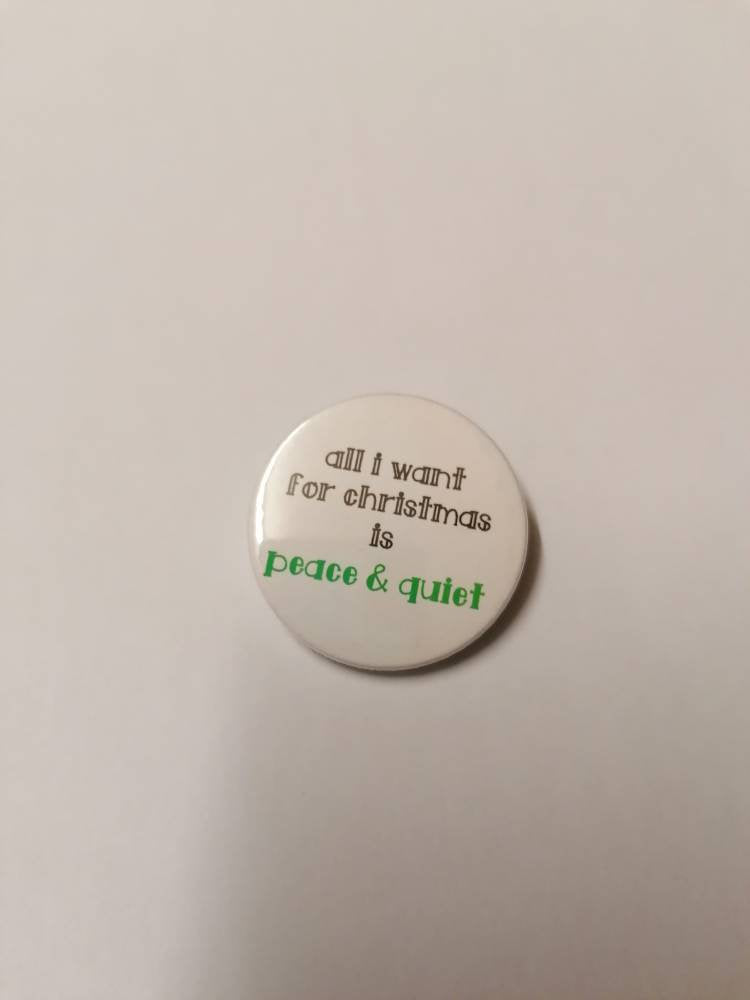 all i want
for christmas
is
peace & quiet